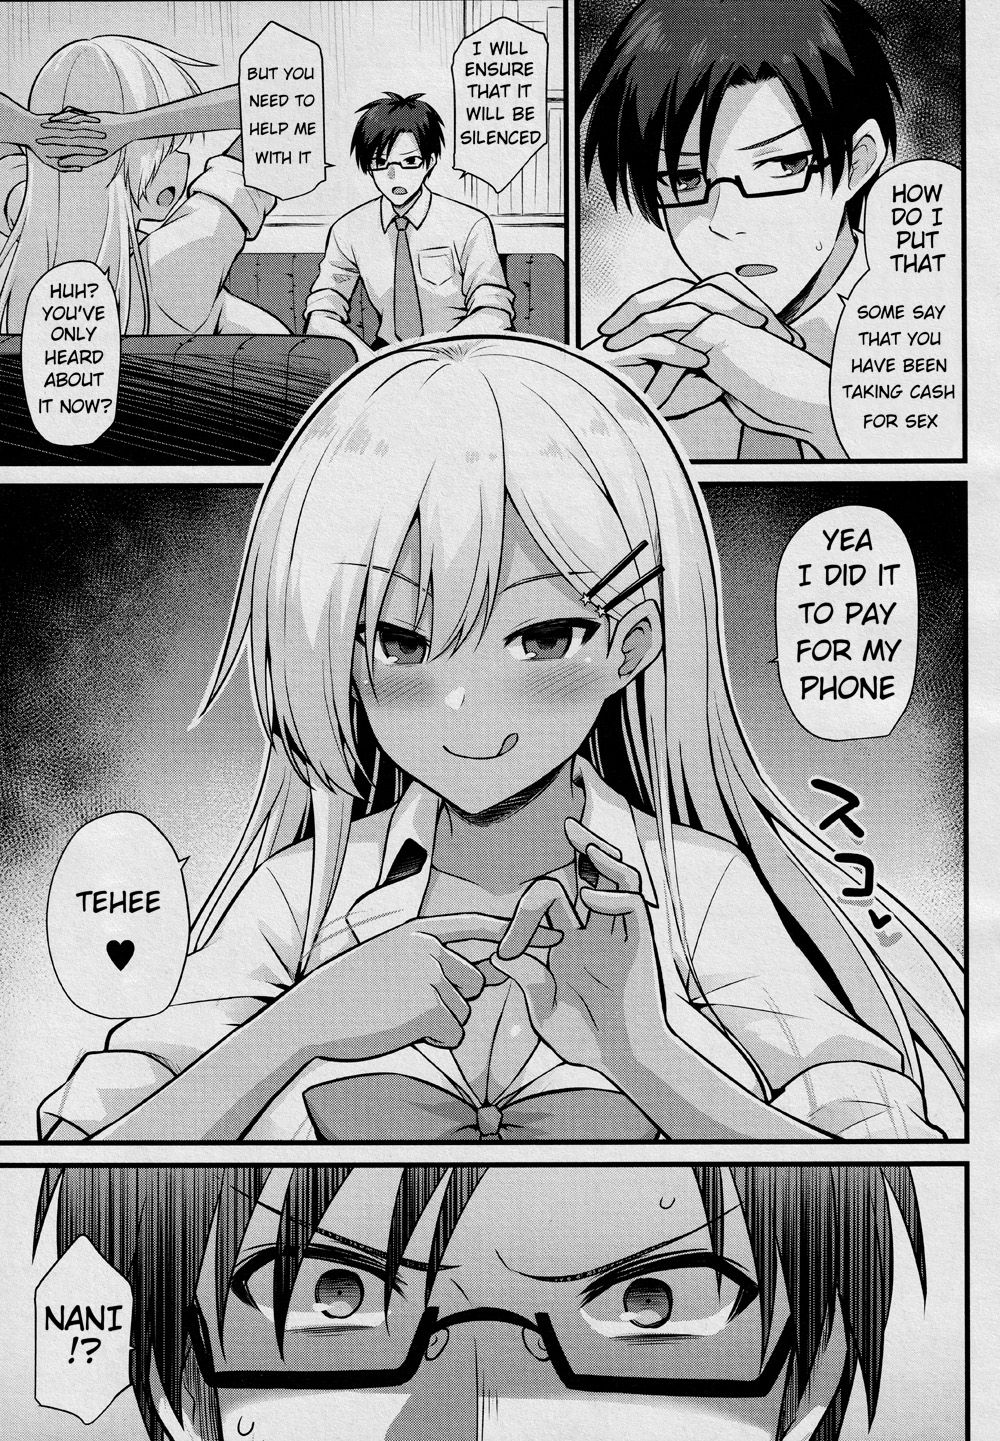 HOW
DO I
PUT
THAT
SOME SAY
THAT YOU
HAVE BEEN
TAKING CASH
FOR SEX
I WILL
ENSURE
THAT IT
WILL BE
SILENCED
BUT YOU
NEED TO
HELP ME
WITH IT
HUH?
YOU'VE
ONLY
HEARD
ABOUT
IT NOW?
YEA
I DID IT
TO PAY
FOR MY
PHONE
スコ
TEHEE
♥
NANI
!?